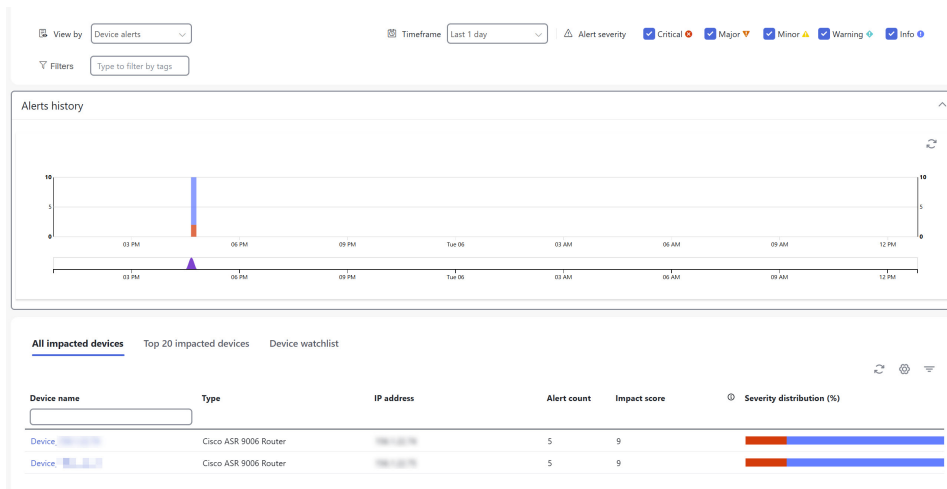 View by Device alerts Timeframe Last 1 day Alert severity Critical Major Minor Warning Info
Filters Type to filter by tags
Alerts history
10 10
5 5
0 0
03 PM 06 PM 09 PM Tue 06 03 AM 06 AM 09 AM 12 PM
03 PM 06 PM 09 PM Tue 06 03 AM 06 AM 09 AM 12 PM
All impacted devices Top 20 impacted devices Device watchlist
Device name Type IP address Alert count Impact score Severity distribution (%)
Device_ Cisco ASR 9006 Router 5 9
Device_ Cisco ASR 9006 Router 5 9